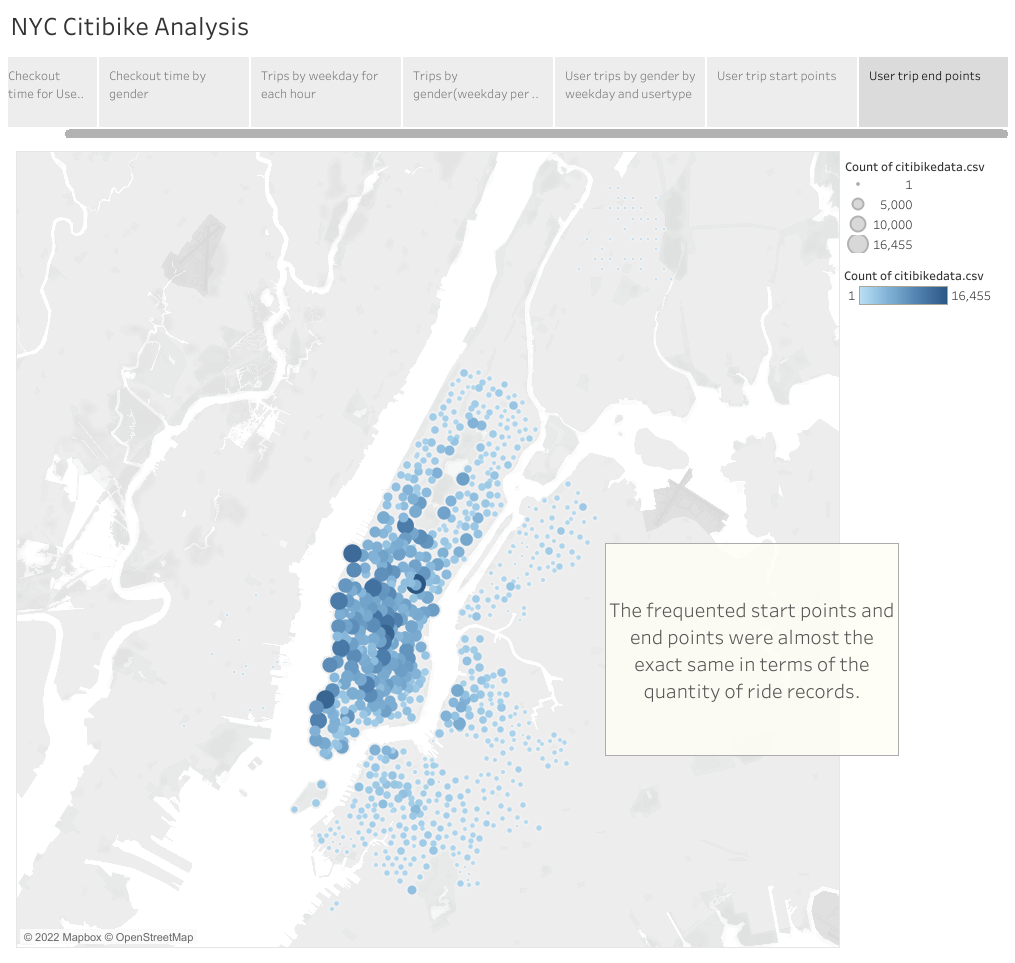 NYC Citibike Analysis
Checkout
time for Use..
Checkout time by
gender
Trips by weekday for
each hour
Trips by
gender(weekday per ..
User trips by gender by
weekday and usertype
User trip start points
User trip end points
Count of citibikedata.csv
1
5,000
10,000
16,455
Count of citibikedata.csv
1 16,455
The frequented start points and
end points were almost the
exact same in terms of the
quantity of ride records.
© 2022 Mapbox © OpenStreetMap